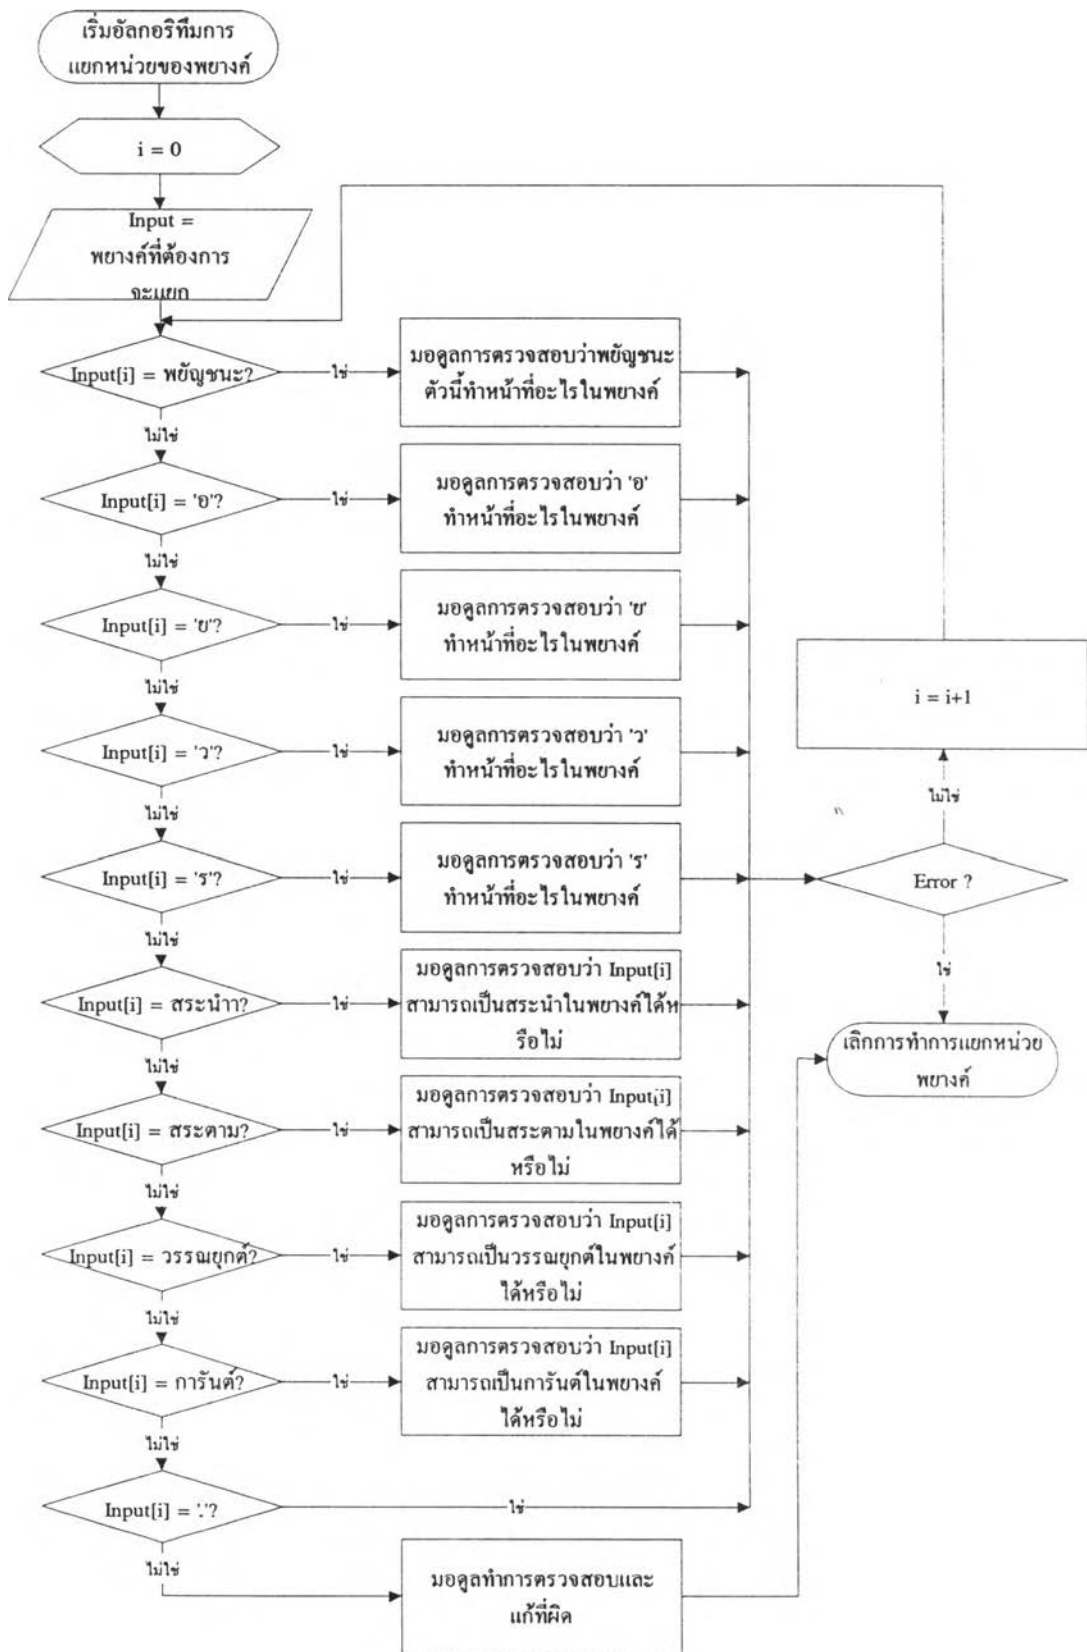 เริ่มอัลกอริทึมการ
แยกหน่วยของพยางค์
i = 0
Input =
พยางค์ที่ต้องการ
จะแยก
Input[i] = พยัญชนะ?
ใช่
มอดูลการตรวจสอบว่าพยัญชนะ
ตัวนี้ทำหน้าที่อะไรในพยางค์
ไม่ใช่
Input[i] = 'อ'?
ใช่
มอดูลการตรวจสอบว่า 'อ'
ทำหน้าที่อะไรในพยางค์
ไม่ใช่
Input[i] = 'ย'?
ใช่
มอดูลการตรวจสอบว่า 'ย'
ทำหน้าที่อะไรในพยางค์
ไม่ใช่
Input[i] = 'ว'?
ใช่
มอดูลการตรวจสอบว่า 'ว'
ทำหน้าที่อะไรในพยางค์
ไม่ใช่
Input[i] = 'ร'?
ใช่
มอดูลการตรวจสอบว่า 'ร'
ทำหน้าที่อะไรในพยางค์
ไม่ใช่
Input[i] = สระนำา?
ใช่
มอดูลการตรวจสอบว่า Input[i]
สามารถเป็นสระนำในพยางค์ได้ห
รือไม่
ไม่ใช่
Input[i] = สระตาม?
ใช่
มอดูลการตรวจสอบว่า Input[i]
สามารถเป็นสระตามในพยางค์ได้
หรือไม่
ไม่ใช่
Input[i] = วรรณยุกต์?
ใช่
มอดูลการตรวจสอบว่า Input[i]
สามารถเป็นวรรณยุกต์ในพยางค์
ได้หรือไม่
ไม่ใช่
Input[i] = การันต์?
ใช่
มอดูลการตรวจสอบว่า Input[i]
สามารถเป็นการันต์ในพยางค์
ได้หรือไม่
ไม่ใช่
Input[i] = '.'?
ใช่
ไม่ใช่
มอดูลทำการตรวจสอบและ
แก้ที่ผิด
i = i+1
ไม่ใช่
Error ?
ใช่
เลิกการทำการแยกหน่วย
พยางค์